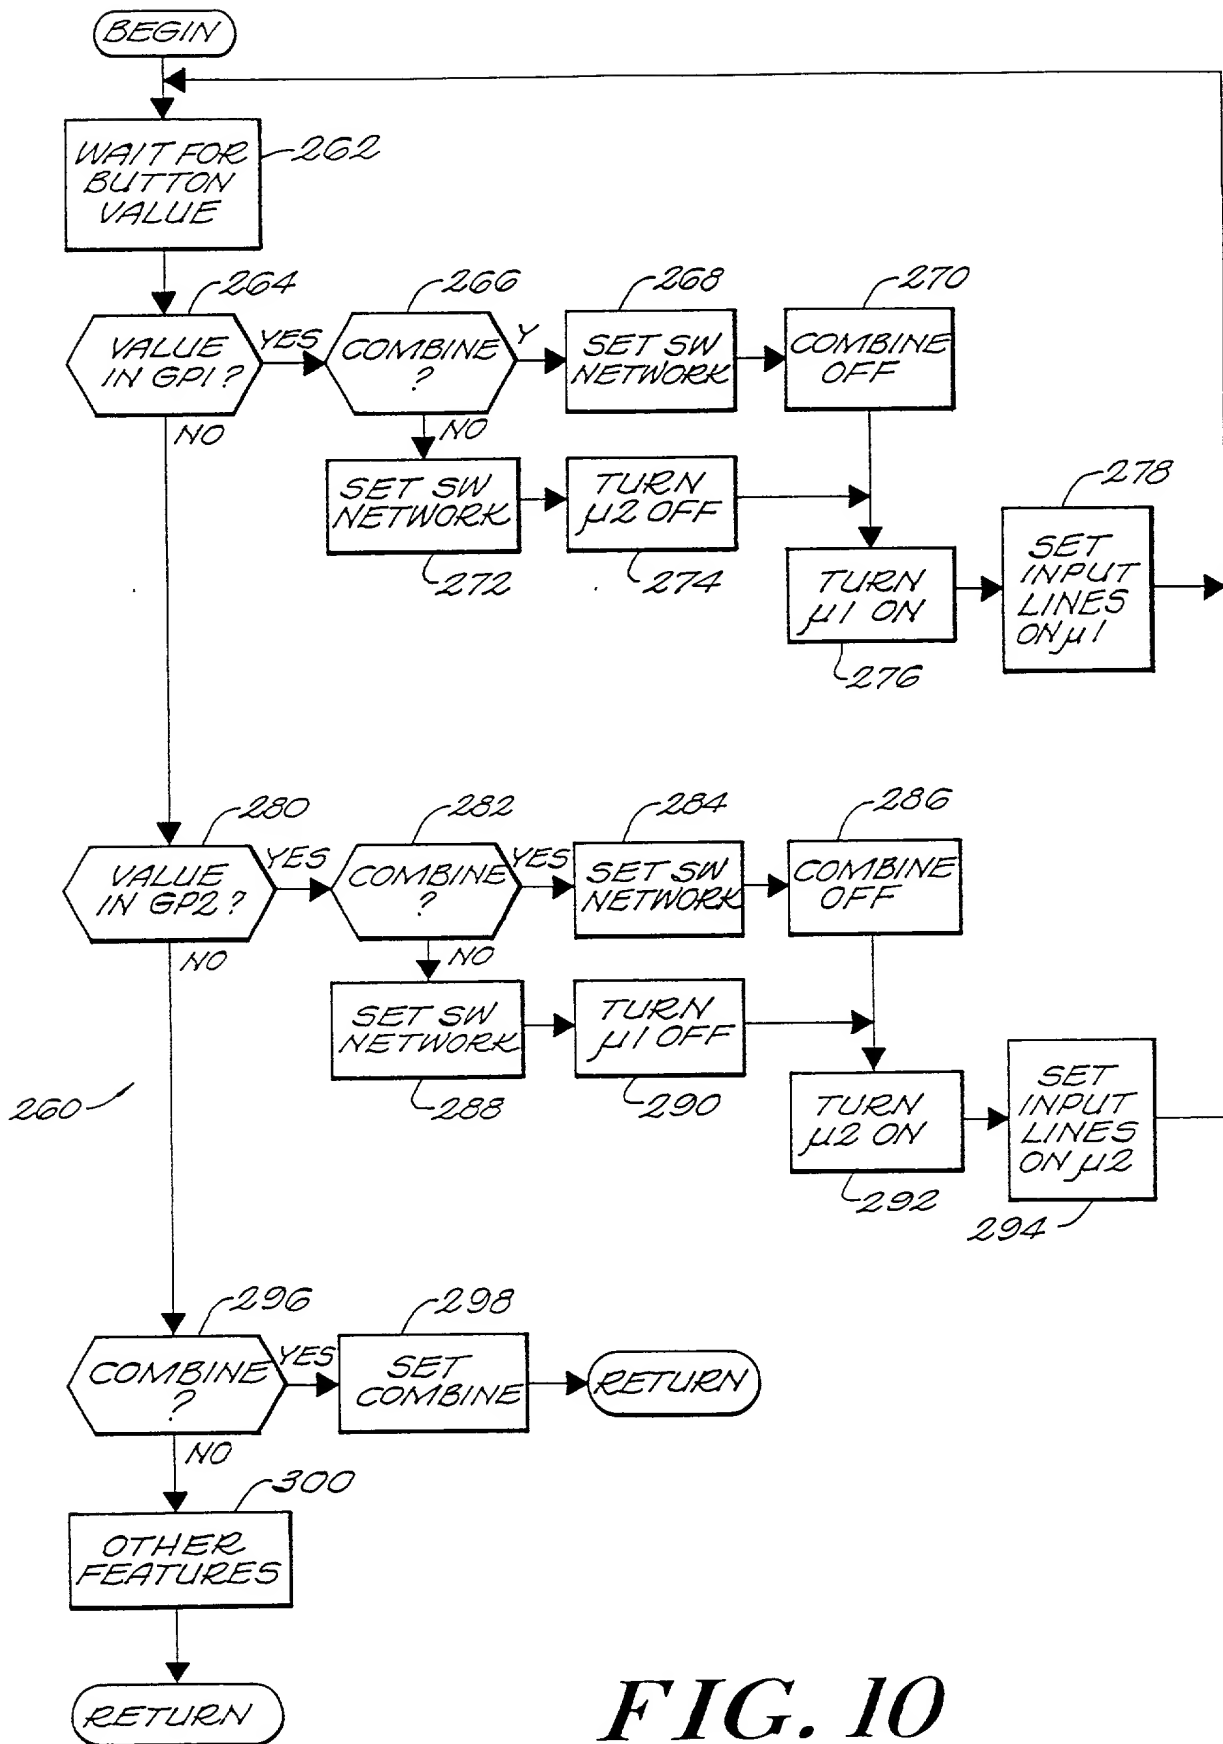 BEGIN
WAIT FOR
BUTTON
VALUE
262
264
VALUE
IN GP1?
YES
NO
266
COMBINE
?
Y
NO
268
SET SW
NETWORK
270
COMBINE
OFF
SET SW
NETWORK
272
TURN
μ2 OFF
274
TURN
μ1 ON
276
278
SET
INPUT
LINES
ON μ1
280
VALUE
IN GP2?
YES
NO
282
COMBINE
?
YES
NO
284
SET SW
NETWORK
286
COMBINE
OFF
SET SW
NETWORK
288
TURN
μ1 OFF
290
TURN
μ2 ON
292
SET
INPUT
LINES
ON μ2
294
260
296
COMBINE
?
YES
NO
298
SET
COMBINE
RETURN
300
OTHER
FEATURES
RETURN
FIG. 10